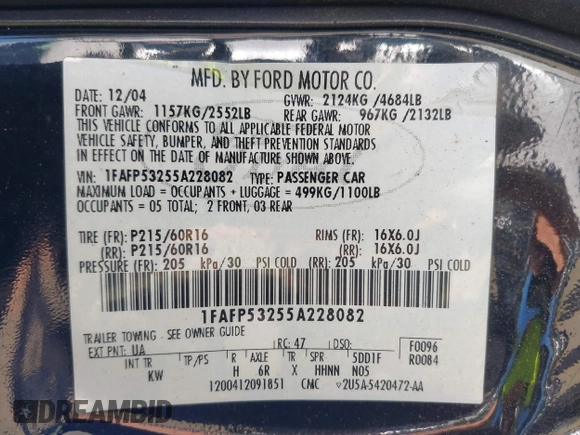 MFD. BY FORD MOTOR CO.
DATE: 12/04 GVWR: 2124KG /4684LB
FRONT GAWR: 1157KG/2552LB REAR GAWR: 967KG /2132LB
THIS VEHICLE CONFORMS TO ALL APPLICABLE FEDERAL MOTOR
VEHICLE SAFETY, BUMPER, AND THEFT PREVENTION STANDARDS
IN EFFECT ON THE DATE OF MANUFACTURE SHOWN ABOVE.
VIN: 1FAFP53255A228082 TYPE: PASSENGER CAR
MAXIMUM LOAD = OCCUPANTS + LUGGAGE = 499KG/1100LB
OCCUPANTS = 05 TOTAL; 2 FRONT, 03 REAR
TIRE (FR): P215/60R16 RIMS (FR): 16X6.0J
(RR): P215/60R16 (RR): 16X6.0J
PRESSURE (FR): 205 kPa/30 PSI COLD (RR): 205 kPa/30 PSI COLD
1FAFP53255A228082
TRAILER TOWING - SEE OWNER GUIDE
EXT PNT: UA RC: 47 DSO: F0096
INT TR TP/PS R AXLE TR SPR 5DD1F R0084
KW H 6R X HHNN N05
1200412091851 CMC V2U5A-5420472-AA
DREAMBID